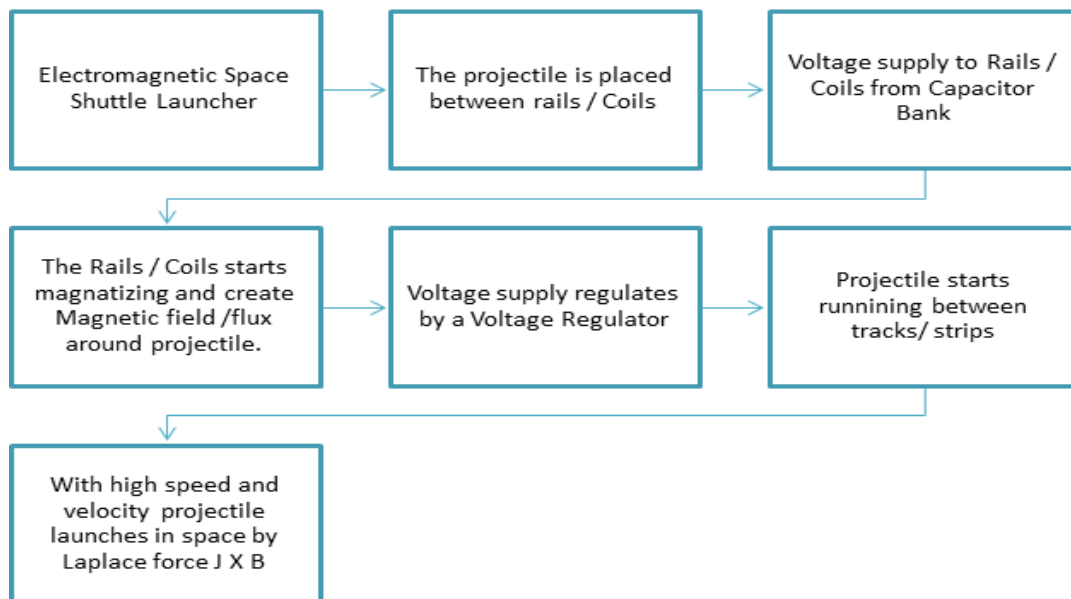 Electromagnetic Space
Shuttle Launcher
The projectile is placed
between rails / Coils
Voltage supply to Rails /
Coils from Capacitor
Bank
The Rails / Coils starts
magnatizing and create
Magnetic field /flux
around projectile.
Voltage supply regulates
by a Voltage Regulator
Projectile starts
runnining between
tracks/ strips
With high speed and
velocity projectile
launches in space by
Laplace force J X B